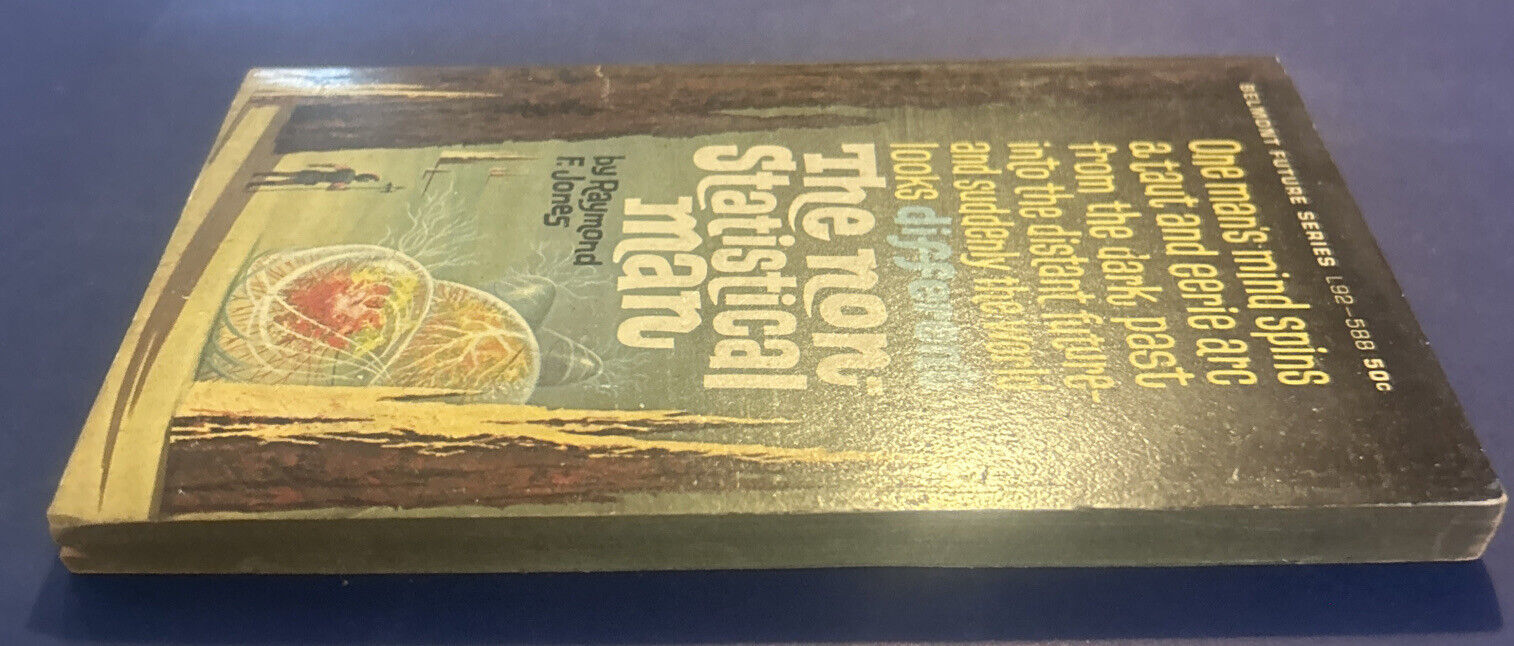 BELMONT FUTURE SERIES L92-588 50c
One man's mind spins
a taut and eerie arc
from the dark past
into the distant future-
and suddenly the world
looks different!
The non-
statistical
man
by Raymond
F. Jones